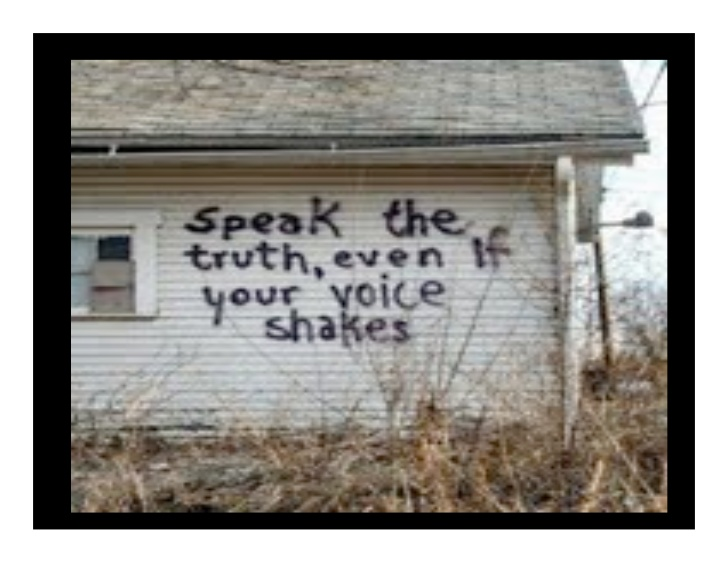 Speak the
truth, even if
your voice
shakes